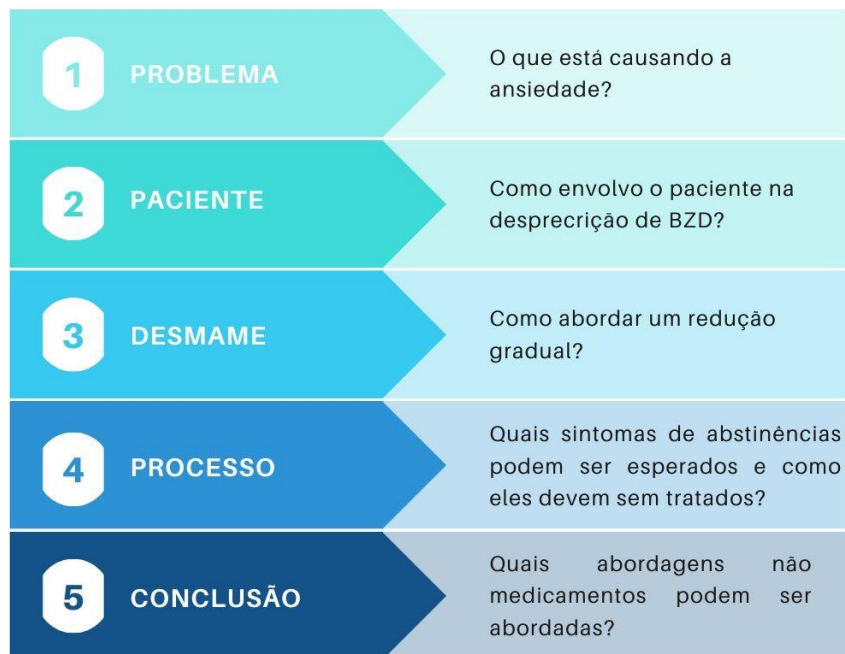 1
PROBLEMA
O que está causando a
ansiedade?
2
PACIENTE
Como envolvo o paciente na
desprecrição de BZD?
3
DESMAME
Como abordar um redução
gradual?
4
PROCESSO
Quais sintomas de abstinências
podem ser esperados e como
eles devem sem tratados?
5
CONCLUSÃO
Quais abordagens não
medicamentos podem ser
abordadas?